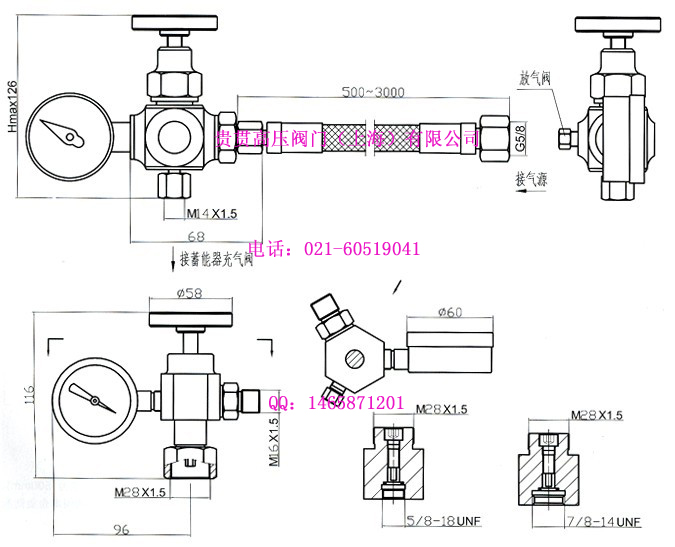 Hmax126
500~3000
放气阀
贵贯高压阀门（上海）有限公司
G5/8
接气源
M14X1.5
68
电话：021-60519041
接蓄能器充气阀
ø58
ø60
116
QQ：1465871201
M28X1.5
M28X1.5
M16X1.5
M28X1.5
96
5/8-18UNF
7/8-14UNF